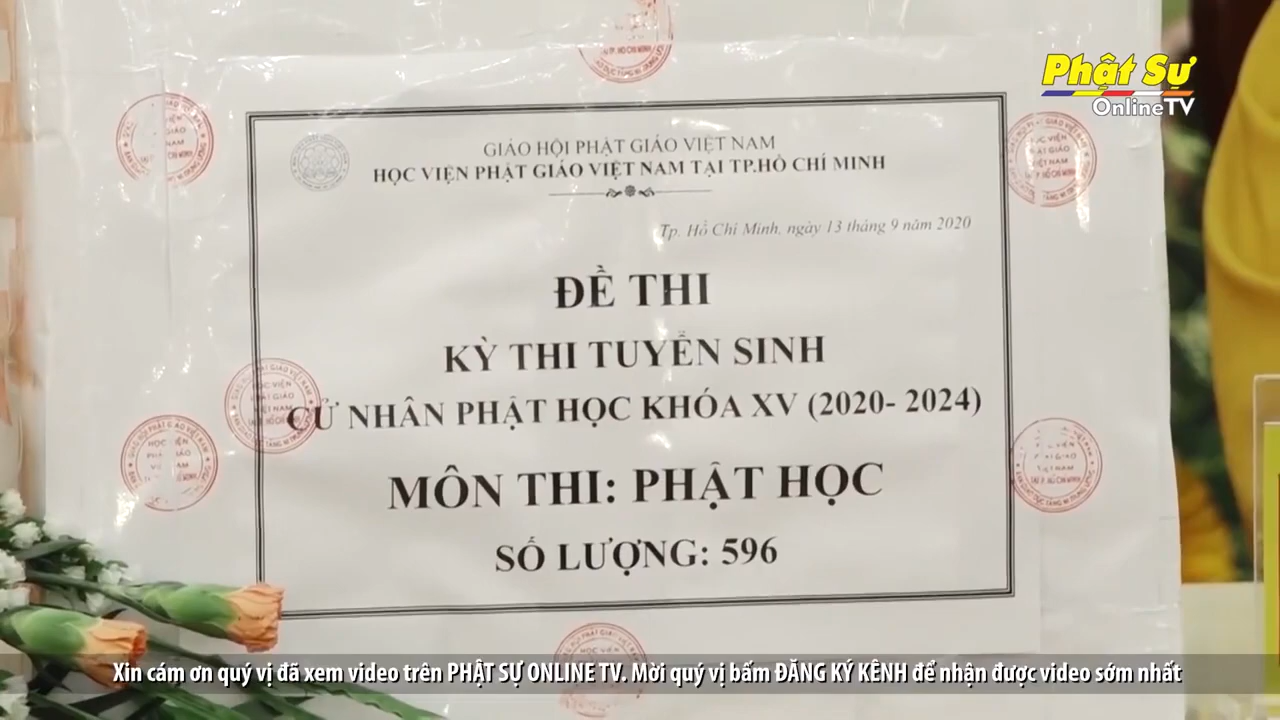 Phật Sự
OnlineTV
GIÁO HỘI PHẬT GIÁO VIỆT NAM
HỌC VIỆN PHẬT GIÁO VIỆT NAM TẠI TP.HỒ CHÍ MINH
Tp. Hồ Chí Minh, ngày 13 tháng 9 năm 2020
ĐỀ THI
KỲ THI TUYỂN SINH
CỬ NHÂN PHẬT HỌC KHÓA XV (2020- 2024)
MÔN THI: PHẬT HỌC
SỐ LƯỢNG: 596
Xin cám ơn quý vị đã xem video trên PHẬT SỰ ONLINE TV. Mời quý vị bấm ĐĂNG KÝ KÊNH để nhận được video sớm nhất